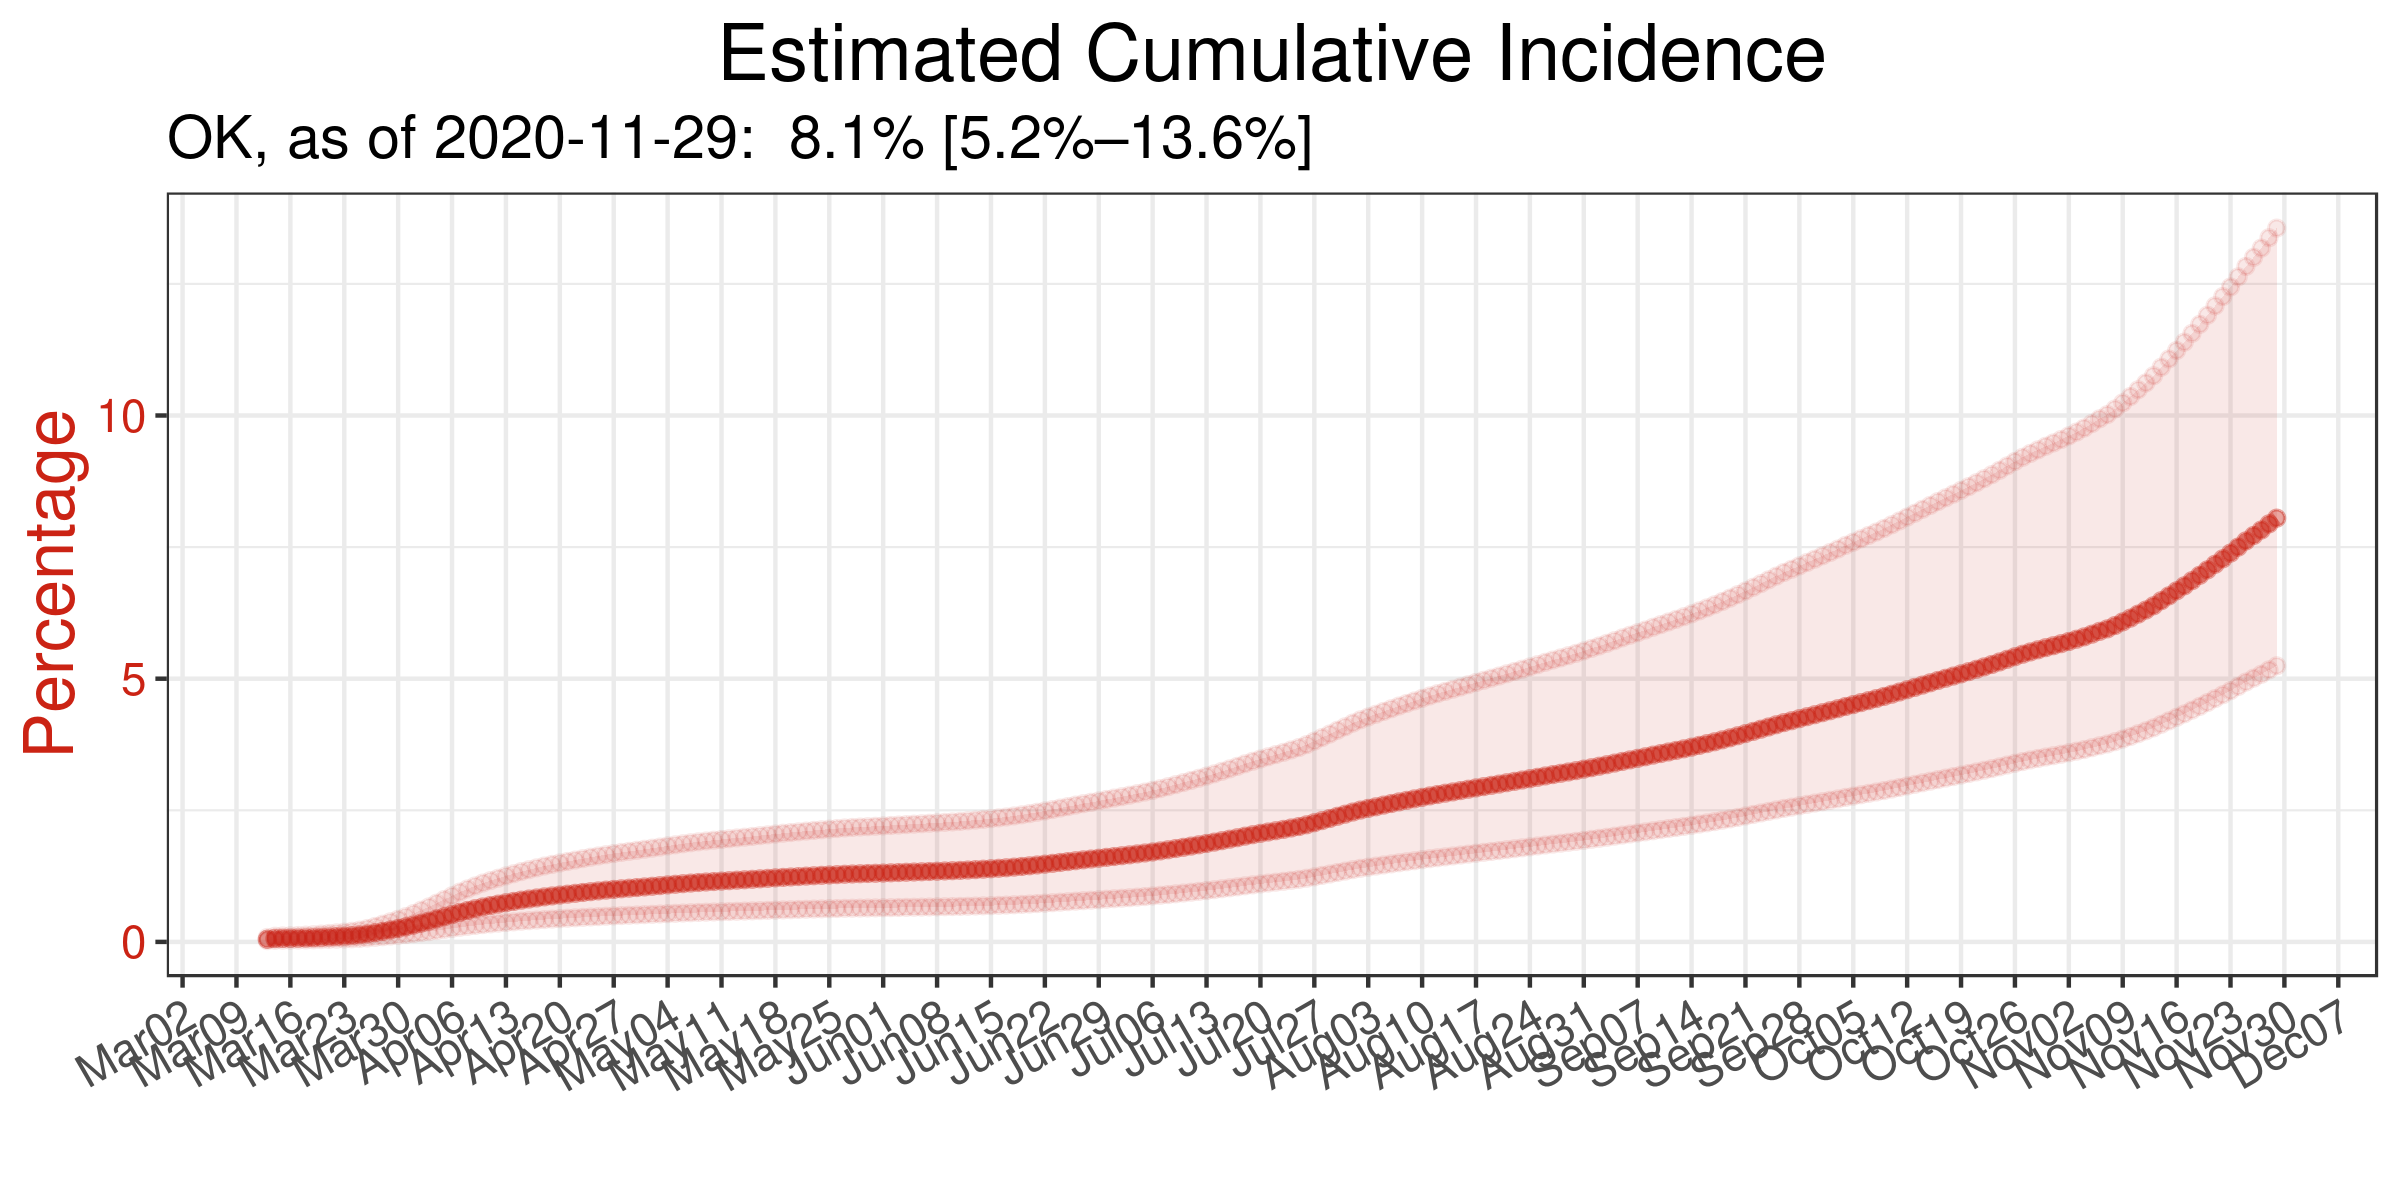 Estimated Cumulative Incidence
OK, as of 2020-11-29:  8.1% [5.2%–13.6%]
Percentage
10
5
0
Mar02
Mar09
Mar16
Mar23
Mar30
Apr06
Apr13
Apr20
Apr27
May04
May11
May18
May25
Jun01
Jun08
Jun15
Jun22
Jun29
Jul06
Jul13
Jul20
Jul27
Aug03
Aug10
Aug17
Aug24
Aug31
Sep07
Sep14
Sep21
Sep28
Oct05
Oct12
Oct19
Oct26
Nov02
Nov09
Nov16
Nov23
Nov30
Dec07